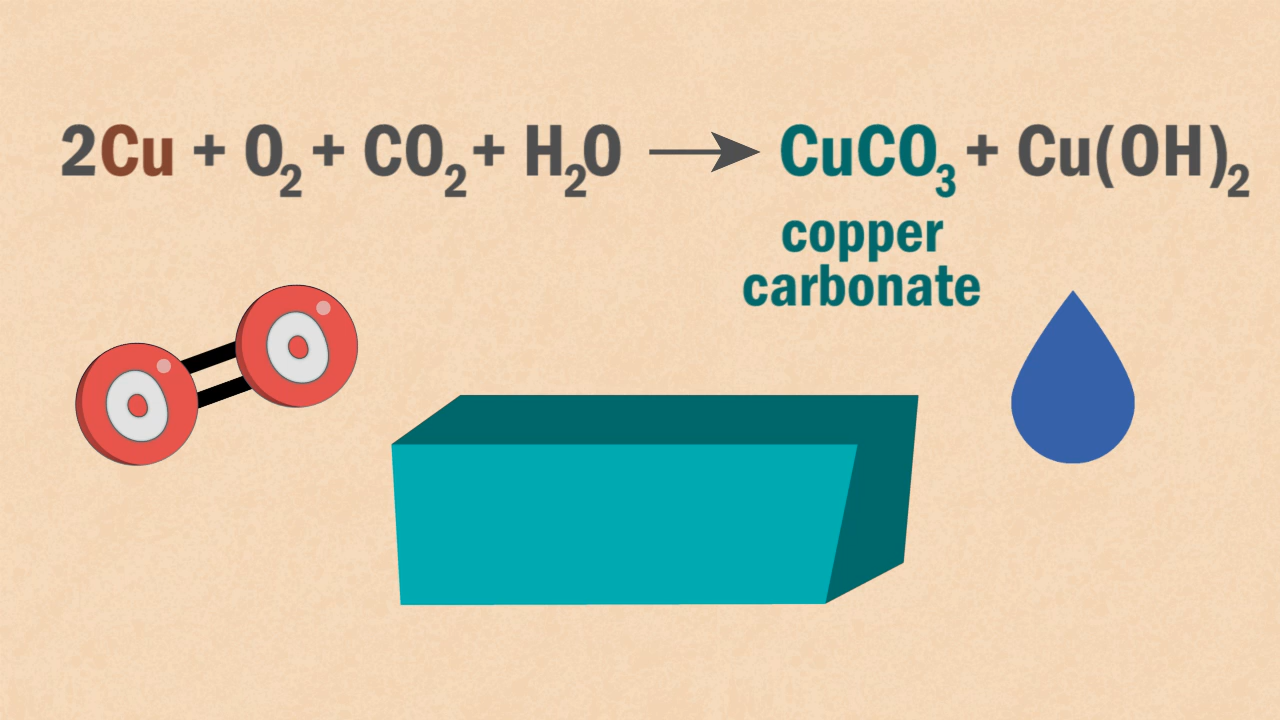 2Cu + O₂ + CO₂ + H₂O ⟶ CuCO₃ + Cu(OH)₂
copper
carbonate